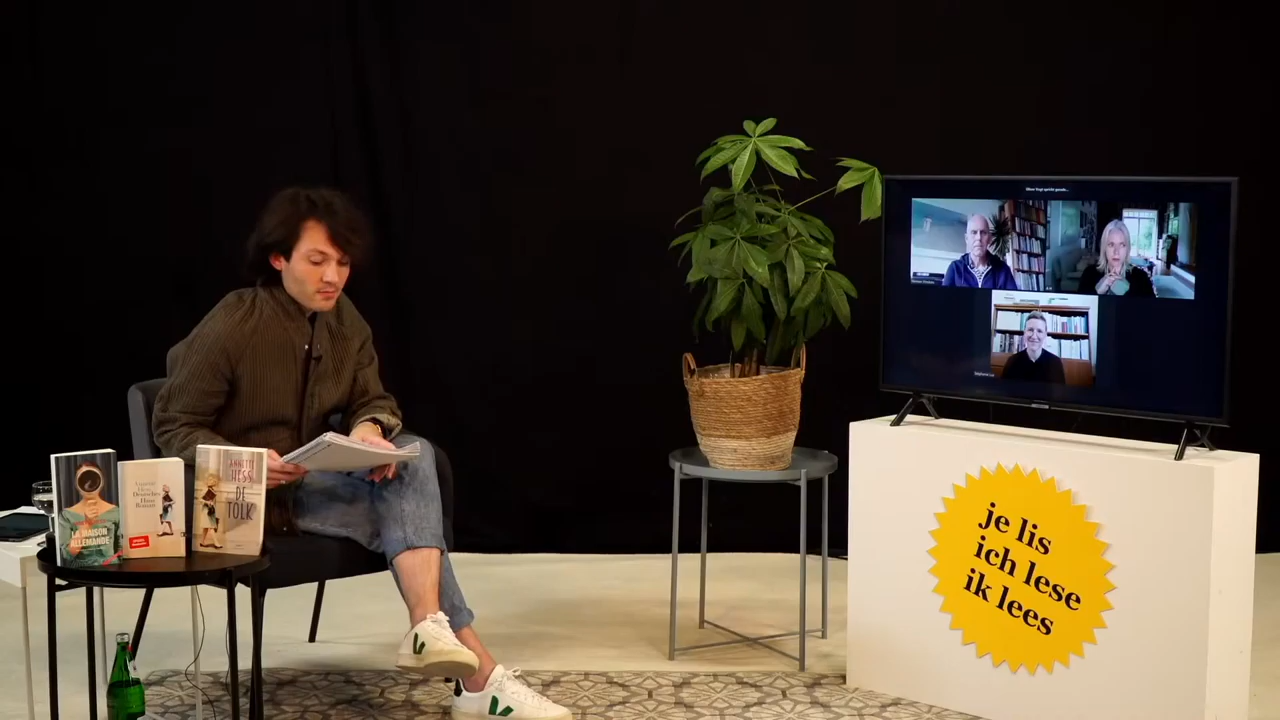 ANNETTE
HESS
DE
TOLK
Deutsches
Haus
Roman
LA MAISON
ALLEMANDE
je lis
ich lese
ik lees
V
V